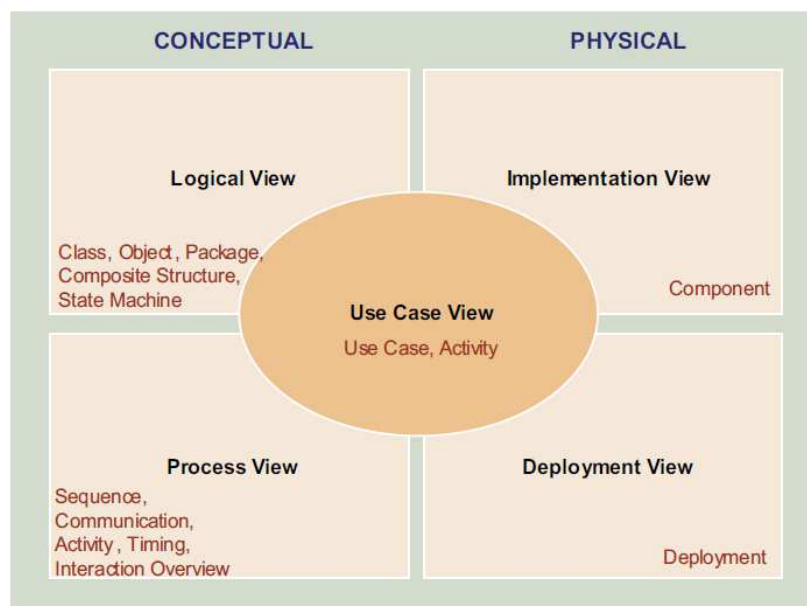 CONCEPTUAL
PHYSICAL
Logical View
Class, Object, Package,
Composite Structure,
State Machine
Implementation View
Component
Use Case View
Use Case, Activity
Process View
Sequence,
Communication,
Activity, Timing,
Interaction Overview
Deployment View
Deployment